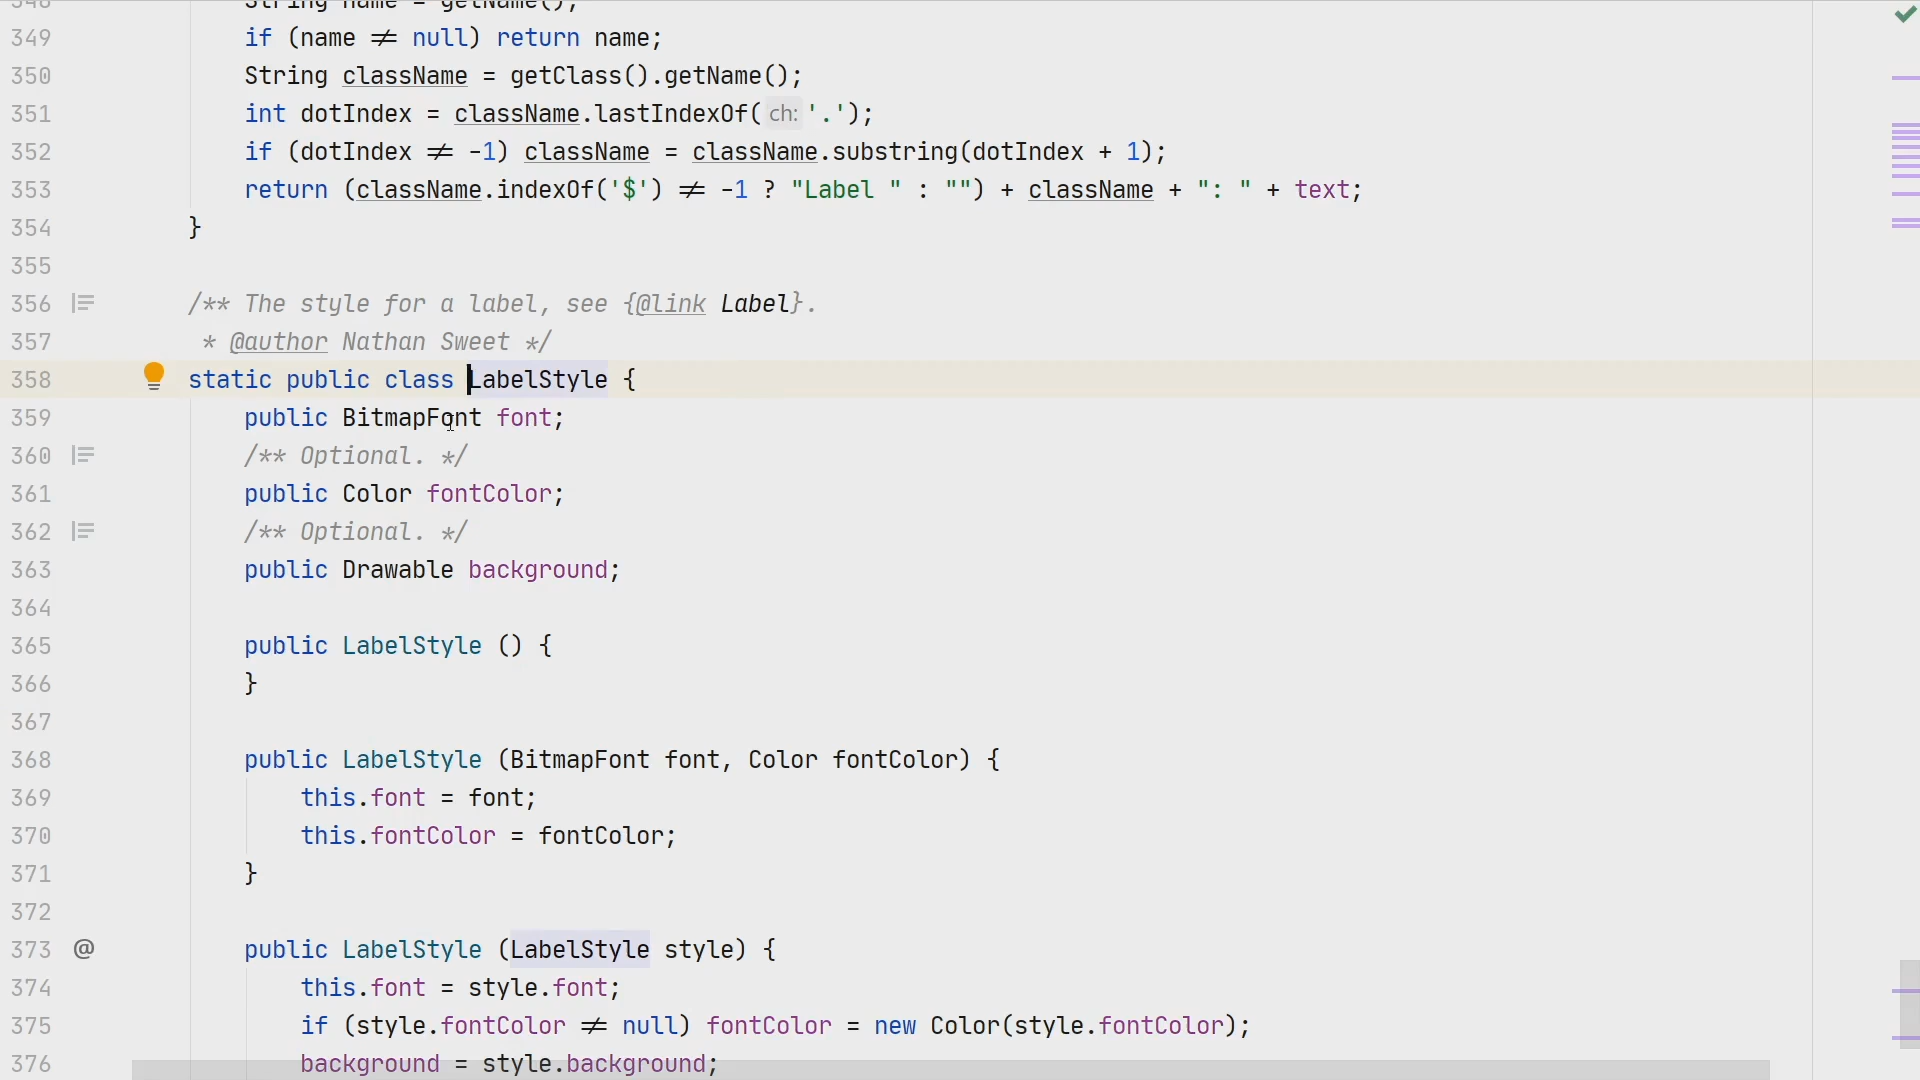 348 String name = getName();
349 if (name ≠ null) return name;
350 String className = getClass().getName();
351 int dotIndex = className.lastIndexOf( ch: '.');
352 if (dotIndex ≠ -1) className = className.substring(dotIndex + 1);
353 return (className.indexOf('$') ≠ -1 ? "Label " : "") + className + ": " + text;
354 }
355
356 /** The style for a label, see {@link Label}.
357 * @author Nathan Sweet */
358 static public class LabelStyle {
359 public BitmapFont font;
360 /** Optional. */
361 public Color fontColor;
362 /** Optional. */
363 public Drawable background;
364
365 public LabelStyle () {
366 }
367
368 public LabelStyle (BitmapFont font, Color fontColor) {
369 this.font = font;
370 this.fontColor = fontColor;
371 }
372
373 @ public LabelStyle (LabelStyle style) {
374 this.font = style.font;
375 if (style.fontColor ≠ null) fontColor = new Color(style.fontColor);
376 background = style.background;